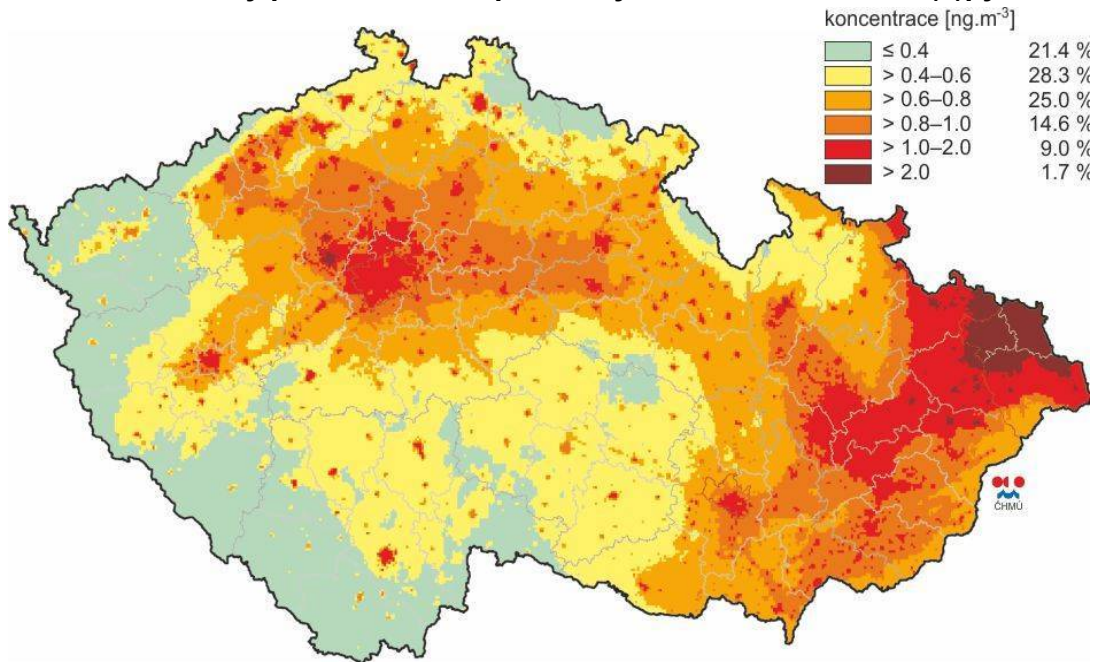 koncentrace [ng.m-3]
≤ 0.4 21.4 %
> 0.4–0.6 28.3 %
> 0.6–0.8 25.0 %
> 0.8–1.0 14.6 %
> 1.0–2.0 9.0 %
> 2.0 1.7 %
ČHMÚ